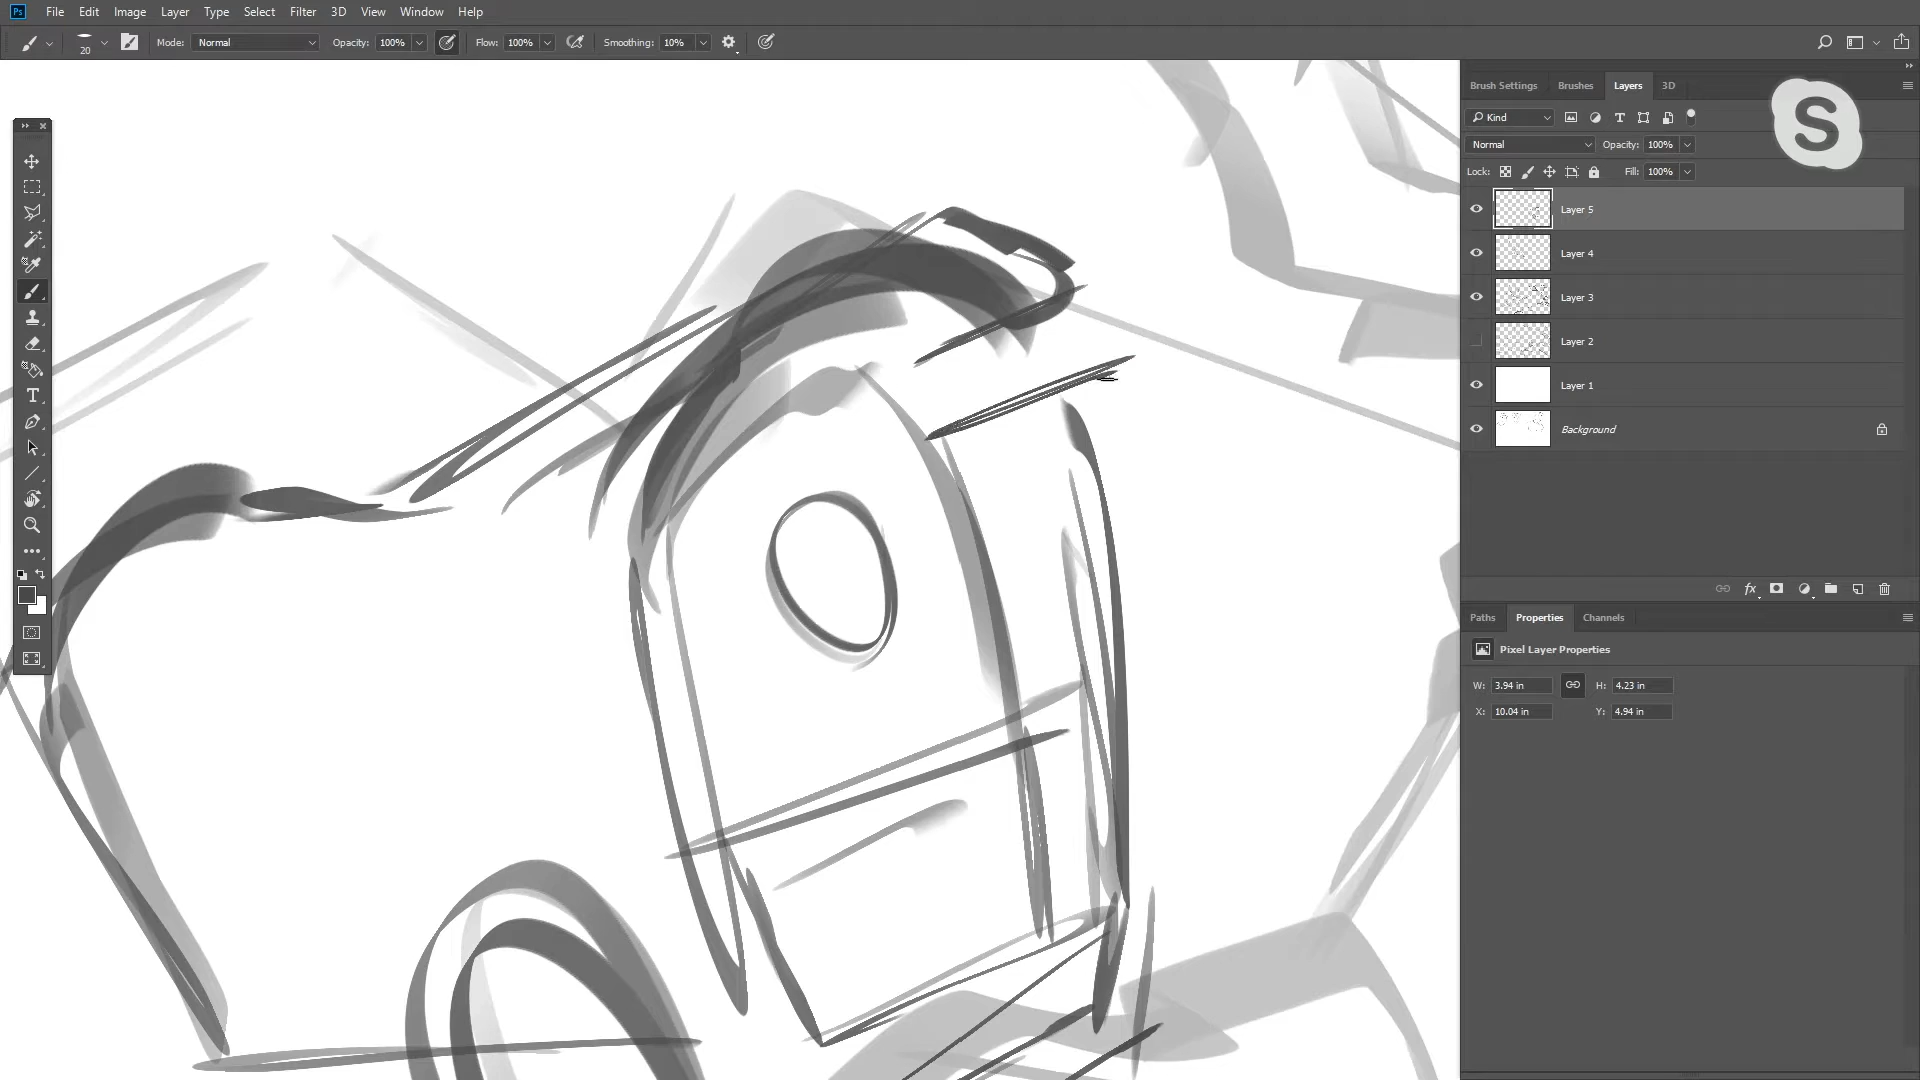 Ps File Edit Image Layer Type Select Filter 3D View Window Help
20 Mode: Normal Opacity: 100% Flow: 100% Smoothing: 10%
Brush Settings Brushes Layers 3D
Kind
Normal Opacity: 100%
Lock: Fill: 100%
S
Layer 5
Layer 4
Layer 3
Layer 2
Layer 1
Background
fx
Paths Properties Channels
Pixel Layer Properties
W: 3.94 in H: 4.23 in
X: 10.04 in Y: 4.94 in